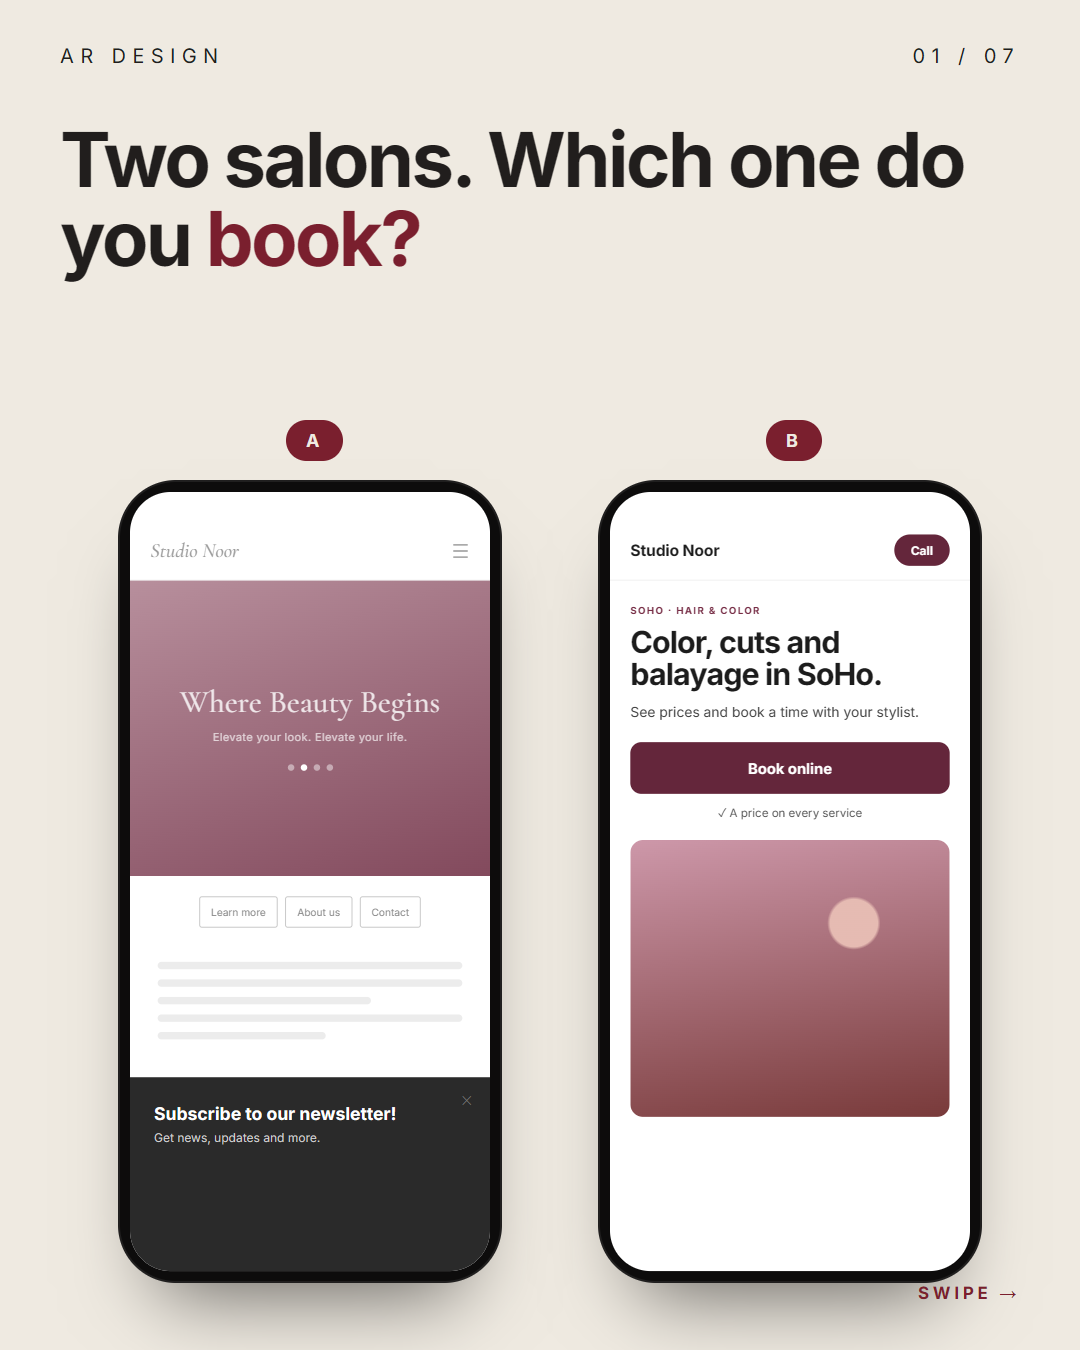 AR DESIGN
01 / 07
Two salons. Which one do
you book?
A
Studio Noor
Where Beauty Begins
Elevate your look. Elevate your life.
Learn more
About us
Contact
Subscribe to our newsletter!
Get news, updates and more.
B
Studio Noor
Call
SOHO · HAIR & COLOR
Color, cuts and
balayage in SoHo.
See prices and book a time with your stylist.
Book online
✓ A price on every service
SWIPE →